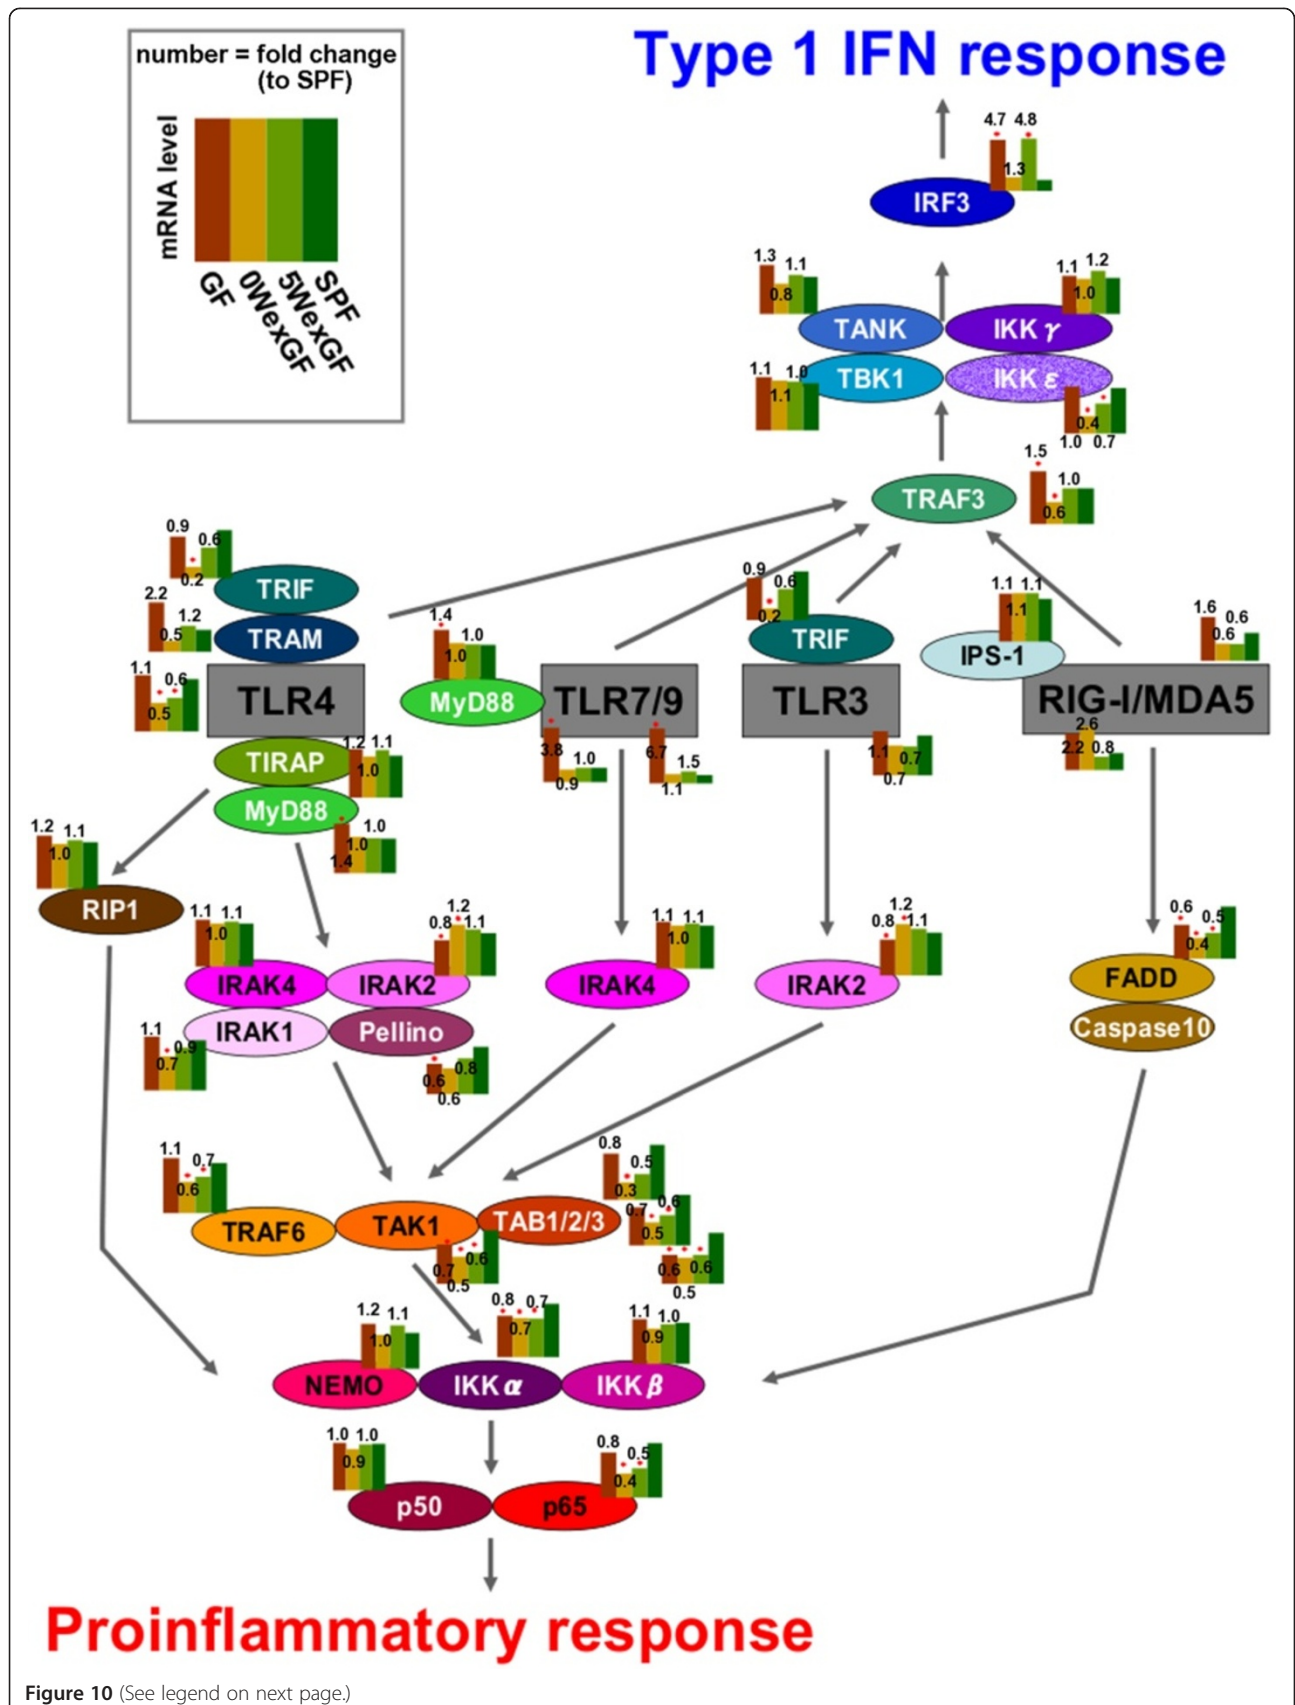 number = fold change
(to SPF)
mRNA level
GF
0WexGF
5WexGF
SPF
Type 1 IFN response
4.7 4.8
1.3
IRF3
1.3 1.1
0.8
1.1 1.2
1.0
TANK
IKK γ
1.1 1.0
1.1
TBK1
IKK ε
0.4
1.0 0.7
1.5
1.0
0.6
TRAF3
0.9
0.6
0.2
TRIF
2.2
1.2
0.5
TRAM
1.1
0.6
0.5
TLR4
1.4
1.0
1.0
MyD88
TLR7/9
3.8
1.0
0.9
6.7
1.5
1.1
0.9
0.6
0.2
TRIF
TLR3
1.1
0.7
0.7
1.1 1.1
1.1
IPS-1
1.6
0.6
0.6
RIG-I/MDA5
2.6
2.2
0.8
TIRAP
1.2 1.1
1.0
MyD88
1.0
1.0
1.4
1.2 1.1
1.0
RIP1
1.1 1.1
1.0
IRAK4
1.2
0.8 1.1
IRAK2
1.1
0.9
0.7
IRAK1
Pellino
0.8
0.6
0.6
1.1 1.1
1.0
IRAK4
1.2
0.8 1.1
IRAK2
0.6
0.5
0.4
FADD
Caspase10
1.1
0.7
0.6
TRAF6
TAK1
0.6
0.7
0.5
TAB1/2/3
0.8
0.5
0.3
0.7 0.6
0.5
0.6 0.6
0.5
1.2 1.1
1.0
NEMO
0.8 0.7
0.7
IKK α
1.1 1.0
0.9
IKK β
1.0 1.0
0.9
p50
0.8
0.5
0.4
p65
Proinflammatory response
Figure 10 (See legend on next page.)